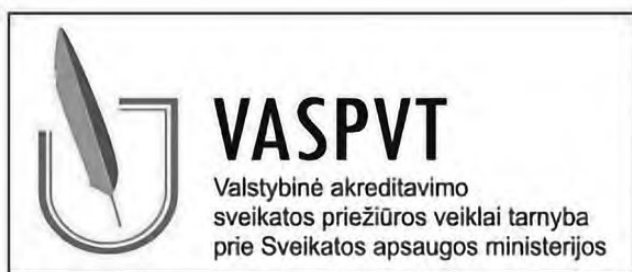 VASPVT
Valstybinė akreditavimo
sveikatos priežiūros veiklai tarnyba
prie Sveikatos apsaugos ministerijos